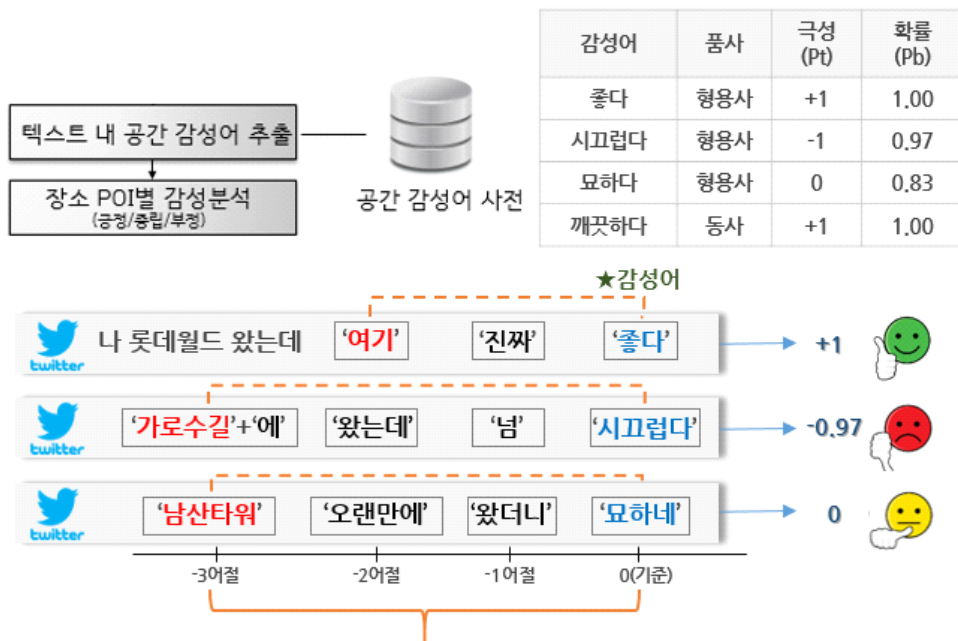 텍스트 내 공간 감성어 추출
장소 POI별 감성분석
(긍정/중립/부정)
공간 감성어 사전
감성어 품사 극성 (Pt) 확률 (Pb)
좋다 형용사 +1 1.00
시끄럽다 형용사 -1 0.97
묘하다 형용사 0 0.83
깨끗하다 동사 +1 1.00
★감성어
twitter 나 롯데월드 왔는데 ‘여기’ ‘진짜’ ‘좋다’ +1
twitter ‘가로수길’+‘에’ ‘왔는데’ ‘넘’ ‘시끄럽다’ -0.97
twitter ‘남산타워’ ‘오랜만에’ ‘왔더니’ ‘묘하네’ 0
-3어절 -2어절 -1어절 0(기준)